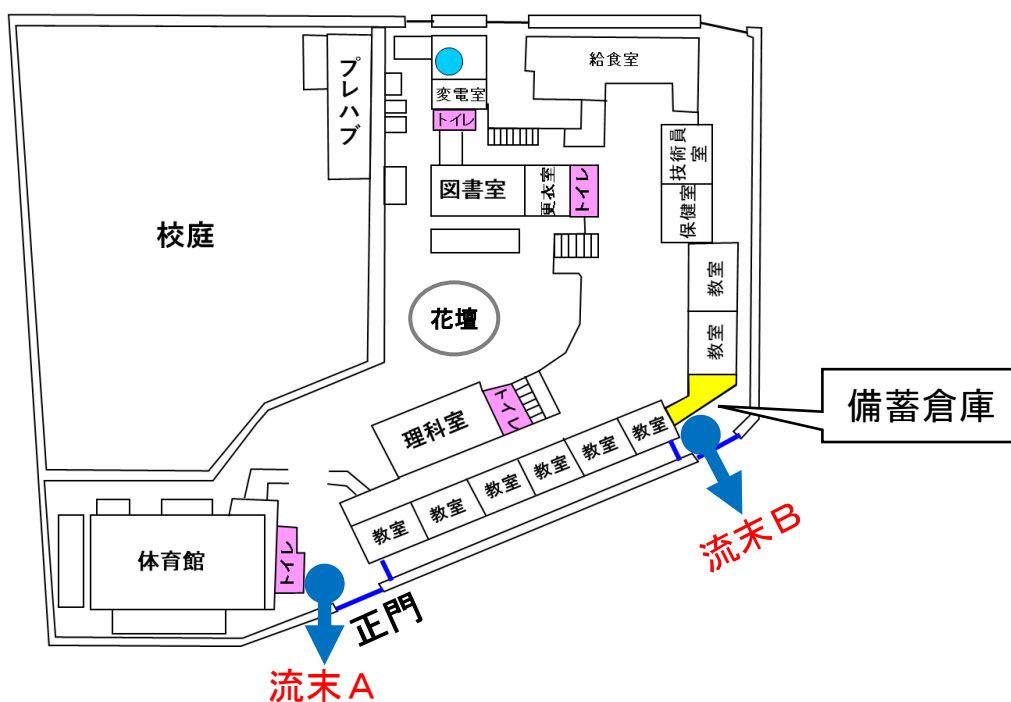 給食室
プレハブ
変電室
トイレ
技術員室
図書室
更衣室
トイレ
保健室
校庭
教室
花壇
教室
トイレ
備蓄倉庫
理科室
教室
教室
教室
教室
教室
教室
流末B
トイレ
体育館
正門
流末A